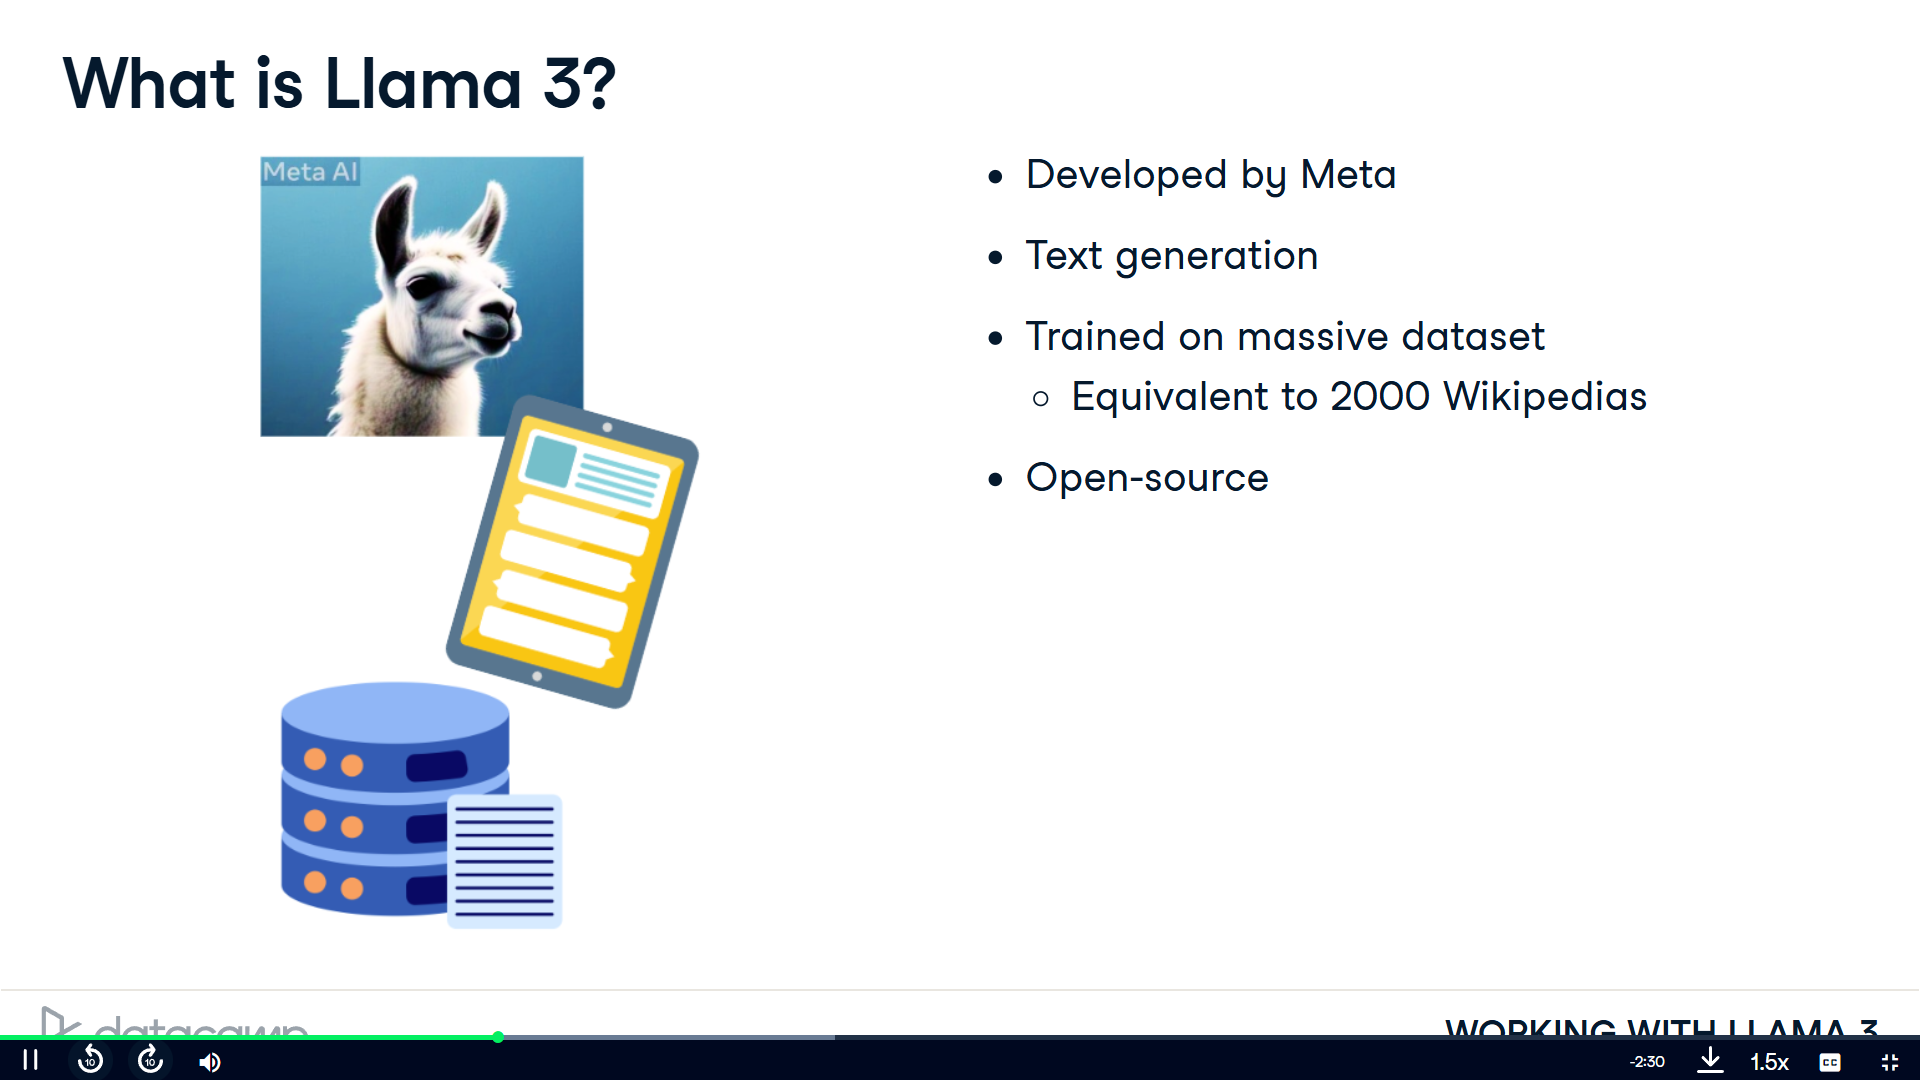 What is Llama 3?
Meta AI
Developed by Meta
Text generation
Trained on massive dataset
Equivalent to 2000 Wikipedias
Open-source
datacamp
WORKING WITH LLAMA 3
10
10
-2:30
1.5x
CC